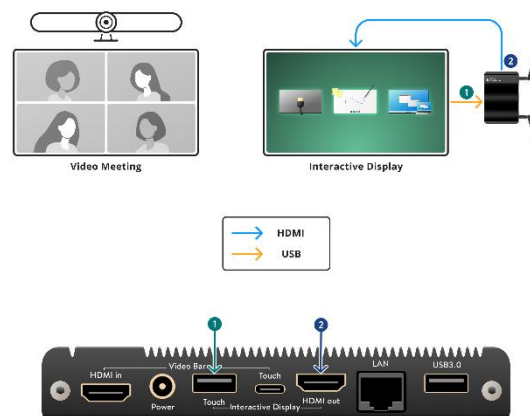 2
1
Video Meeting
Interactive Display
HDMI
USB
1
2
HDMI in
Video Bar
Touch
LAN
USB3.0
Power
Touch
Interactive Display
HDMI out